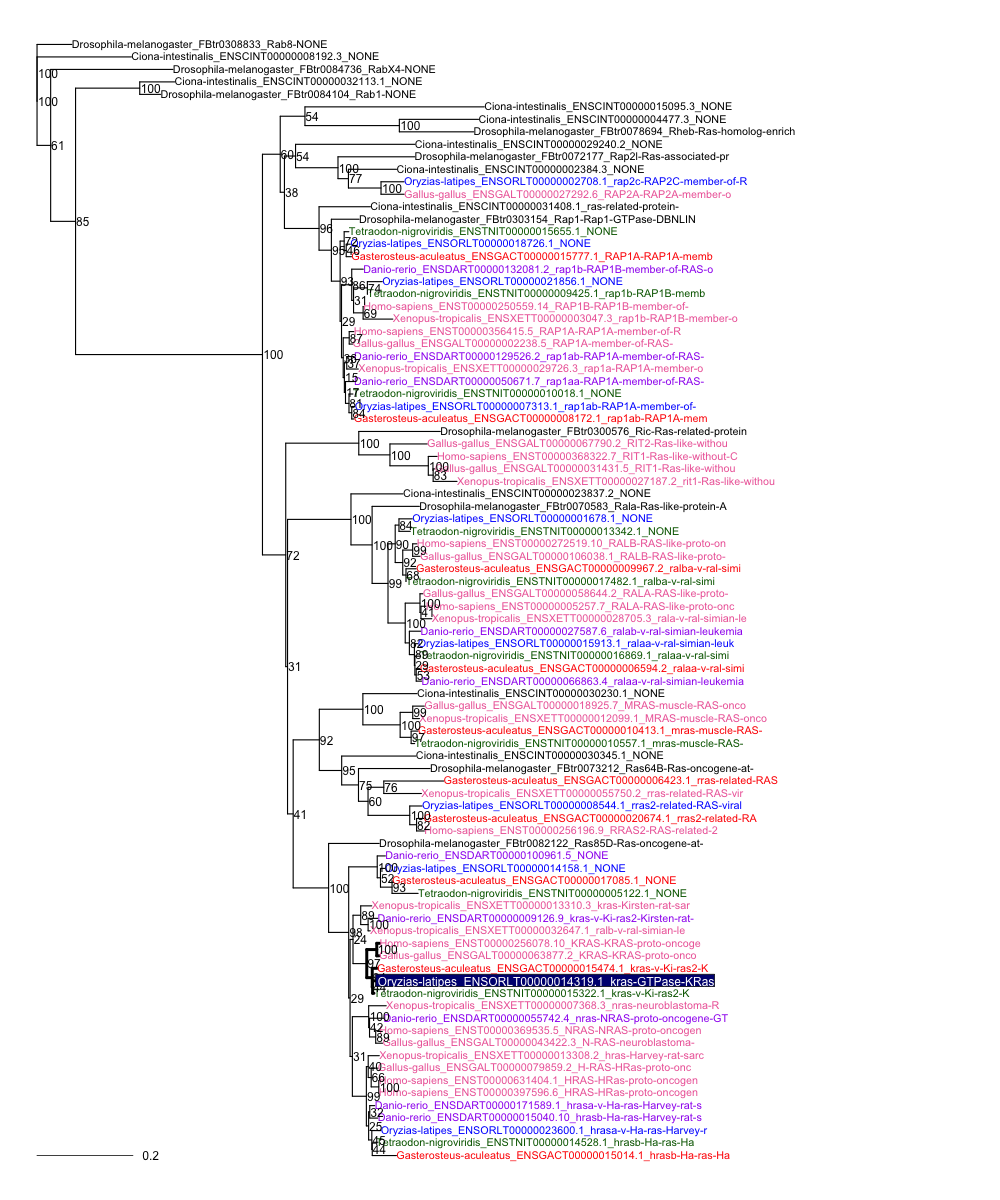 Drosophila-melanogaster_FBtr0308833_Rab8-NONE
Ciona-intestinalis_ENSCINT00000008192.3_NONE
100 Drosophila-melanogaster_FBtr0084736_RabX4-NONE
Ciona-intestinalis_ENSCINT00000032113.1_NONE
100
100 Drosophila-melanogaster_FBtr0084104_Rab1-NONE
Ciona-intestinalis_ENSCINT00000015095.3_NONE
54
Ciona-intestinalis_ENSCINT00000004477.3_NONE
100
Drosophila-melanogaster_FBtr0078694_Rheb-Ras-homolog-enrich
61
Ciona-intestinalis_ENSCINT00000029240.2_NONE
60 54 Drosophila-melanogaster_FBtr0072177_Rap2l-Ras-associated-pr
100 Ciona-intestinalis_ENSCINT00000002384.3_NONE
77
Oryzias-latipes_ENSORLT00000002708.1_rap2c-RAP2C-member-of-R
38 100
Gallus-gallus_ENSGALT00000027292.6_RAP2A-RAP2A-member-o
Ciona-intestinalis_ENSCINT00000031408.1_ras-related-protein-
85 Drosophila-melanogaster_FBtr0303154_Rap1-Rap1-GTPase-DBNLIN
96
Tetraodon-nigroviridis_ENSTNIT00000015655.1_NONE
72 Oryzias-latipes_ENSORLT00000018726.1_NONE
95 46
Gasterosteus-aculeatus_ENSGACT00000015777.1_RAP1A-RAP1A-memb
Danio-rerio_ENSDART00000132081.2_rap1b-RAP1B-member-of-RAS-o
93 Oryzias-latipes_ENSORLT00000021856.1_NONE
86 74
Tetraodon-nigroviridis_ENSTNIT00000009425.1_rap1b-RAP1B-memb
31
Homo-sapiens_ENST00000250559.14_RAP1B-RAP1B-member-of-
69
Xenopus-tropicalis_ENSXETT00000003047.3_rap1b-RAP1B-member-o
29
Homo-sapiens_ENST00000356415.5_RAP1A-RAP1A-member-of-R
87
Gallus-gallus_ENSGALT00000002238.5_RAP1A-RAP1A-member-of-RAS-
100
Danio-rerio_ENSDART00000129526.2_rap1ab-RAP1A-member-of-RAS-
37
Xenopus-tropicalis_ENSXETT00000029726.3_rap1a-RAP1A-member-o
15
Danio-rerio_ENSDART00000050671.7_rap1aa-RAP1A-member-of-RAS-
17
Tetraodon-nigroviridis_ENSTNIT00000010018.1_NONE
Oryzias-latipes_ENSORLT00000007313.1_rap1ab-RAP1A-member-of-
84
Gasterosteus-aculeatus_ENSGACT00000008172.1_rap1ab-RAP1A-mem
Drosophila-melanogaster_FBtr0300576_Ric-Ras-related-protein
100 Gallus-gallus_ENSGALT00000067790.2_RIT2-Ras-like-withou
100 Homo-sapiens_ENST00000368322.7_RIT1-Ras-like-without-C
100 Gallus-gallus_ENSGALT00000031431.5_RIT1-Ras-like-withou
83
Xenopus-tropicalis_ENSXETT00000027187.2_rit1-Ras-like-withou
Ciona-intestinalis_ENSCINT00000023837.2_NONE
Drosophila-melanogaster_FBtr0070583_Rala-Ras-like-protein-A
100 Oryzias-latipes_ENSORLT00000001678.1_NONE
84
Tetraodon-nigroviridis_ENSTNIT00000013342.1_NONE
100 90 Homo-sapiens_ENST00000272519.10_RALB-RAS-like-proto-on
99
72 Gallus-gallus_ENSGALT00000106038.1_RALB-RAS-like-proto-
92
Gasterosteus-aculeatus_ENSGACT00000009967.2_ralba-v-ral-simi
68
99 Tetraodon-nigroviridis_ENSTNIT00000017482.1_ralba-v-ral-simi
Gallus-gallus_ENSGALT00000058644.2_RALA-RAS-like-proto-
100
Homo-sapiens_ENST00000005257.7_RALA-RAS-like-proto-onc
41
Xenopus-tropicalis_ENSXETT00000028705.3_rala-v-ral-simian-le
100
Danio-rerio_ENSDART00000027587.6_ralab-v-ral-simian-leukemia
82 Oryzias-latipes_ENSORLT00000015913.1_ralaa-v-ral-simian-leuk
Tetraodon-nigroviridis_ENSTNIT00000016869.1_ralaa-v-ral-simi
31 29 Gasterosteus-aculeatus_ENSGACT00000006594.2_ralaa-v-ral-simi
53
Danio-rerio_ENSDART00000066863.4_ralaa-v-ral-simian-leukemia
Ciona-intestinalis_ENSCINT00000030230.1_NONE
100 Gallus-gallus_ENSGALT00000018925.7_MRAS-muscle-RAS-onco
99
Xenopus-tropicalis_ENSXETT00000012099.1_MRAS-muscle-RAS-onco
100
Gasterosteus-aculeatus_ENSGACT00000010413.1_mras-muscle-RAS-
92 97
Tetraodon-nigroviridis_ENSTNIT00000010557.1_mras-muscle-RAS-
Ciona-intestinalis_ENSCINT00000030345.1_NONE
95 Drosophila-melanogaster_FBtr0073212_Ras64B-Ras-oncogene-at-
Gasterosteus-aculeatus_ENSGACT00000006423.1_rras-related-RAS
75 76
Xenopus-tropicalis_ENSXETT00000055750.2_rras-related-RAS-vir
60
Oryzias-latipes_ENSORLT00000008544.1_rras2-related-RAS-viral
41 100
Gasterosteus-aculeatus_ENSGACT00000020674.1_rras2-related-RA
82
Homo-sapiens_ENST00000256196.9_RRAS2-RAS-related-2
Drosophila-melanogaster_FBtr0082122_Ras85D-Ras-oncogene-at-
Danio-rerio_ENSDART00000100961.5_NONE
100 Oryzias-latipes_ENSORLT00000014158.1_NONE
52 Gasterosteus-aculeatus_ENSGACT00000017085.1_NONE
100 93
Tetraodon-nigroviridis_ENSTNIT00000005122.1_NONE
Xenopus-tropicalis_ENSXETT00000013310.3_kras-Kirsten-rat-sar
89 Danio-rerio_ENSDART00000009126.9_kras-v-Ki-ras2-Kirsten-rat-
100
98 Xenopus-tropicalis_ENSXETT00000032647.1_ralb-v-ral-simian-le
24
Homo-sapiens_ENST00000256078.10_KRAS-KRAS-proto-oncoge
100
Gallus-gallus_ENSGALT00000063877.2_KRAS-KRAS-proto-onco
97
Gasterosteus-aculeatus_ENSGACT00000015474.1_kras-v-Ki-ras2-K
Oryzias-latipes_ENSORLT00000014319.1_kras-GTPase-KRas
Tetraodon-nigroviridis_ENSTNIT00000015322.1_kras-v-Ki-ras2-K
29
Xenopus-tropicalis_ENSXETT00000007368.3_nras-neuroblastoma-R
100 Danio-rerio_ENSDART00000055742.4_nras-NRAS-proto-oncogene-GT
42
Homo-sapiens_ENST00000369535.5_NRAS-NRAS-proto-oncogen
89
Gallus-gallus_ENSGALT00000043422.3_N-RAS-neuroblastoma-
31 Xenopus-tropicalis_ENSXETT00000013308.2_hras-Harvey-rat-sarc
40 Gallus-gallus_ENSGALT00000079859.2_H-RAS-HRas-proto-onc
66 Homo-sapiens_ENST00000631404.1_HRAS-HRas-proto-oncogen
100
Homo-sapiens_ENST00000397596.6_HRAS-HRas-proto-oncogen
99
Danio-rerio_ENSDART00000171589.1_hrasa-v-Ha-ras-Harvey-rat-s
32
Danio-rerio_ENSDART00000015040.10_hrasb-Ha-ras-Harvey-rat-s
25
Oryzias-latipes_ENSORLT00000023600.1_hrasa-v-Ha-ras-Harvey-r
45
Tetraodon-nigroviridis_ENSTNIT00000014528.1_hrasb-Ha-ras-Ha
44
Gasterosteus-aculeatus_ENSGACT00000015014.1_hrasb-Ha-ras-Ha
0.2